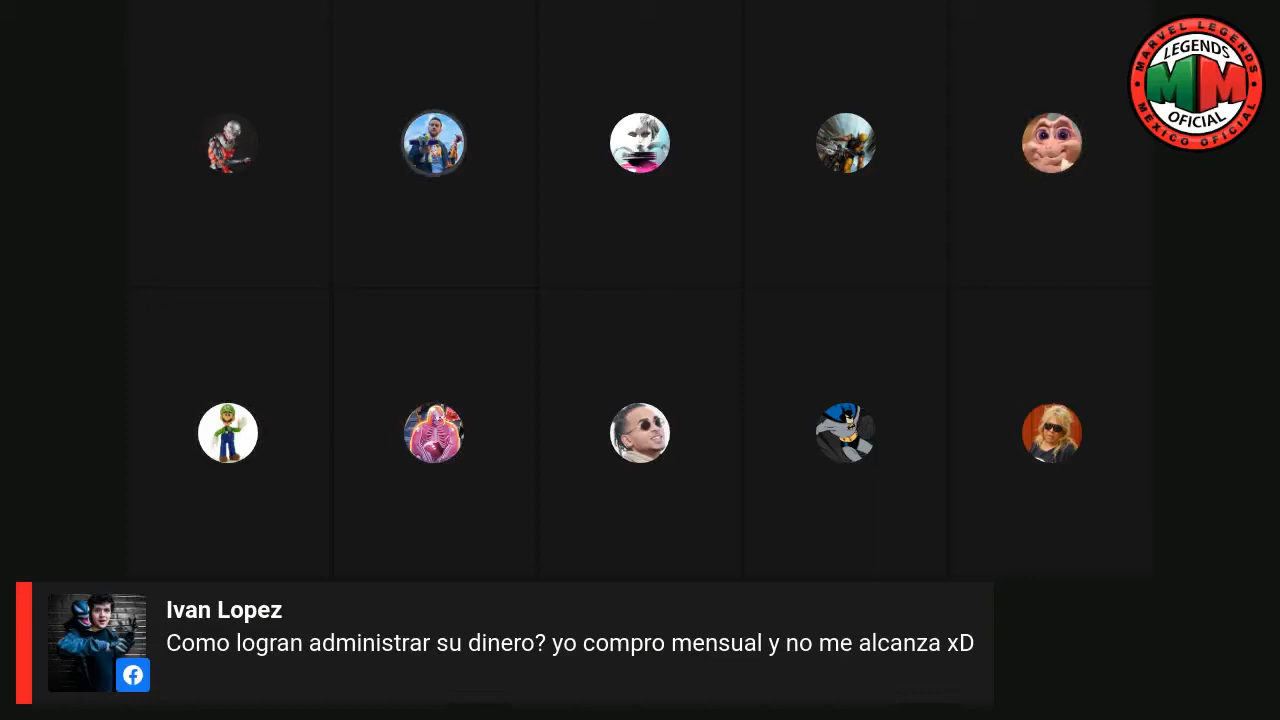 MARVEL LEGENDS
LEGENDS
MM
OFICIAL
MEXICO OFICIAL
Ivan Lopez
Como logran administrar su dinero? yo compro mensual y no me alcanza xD